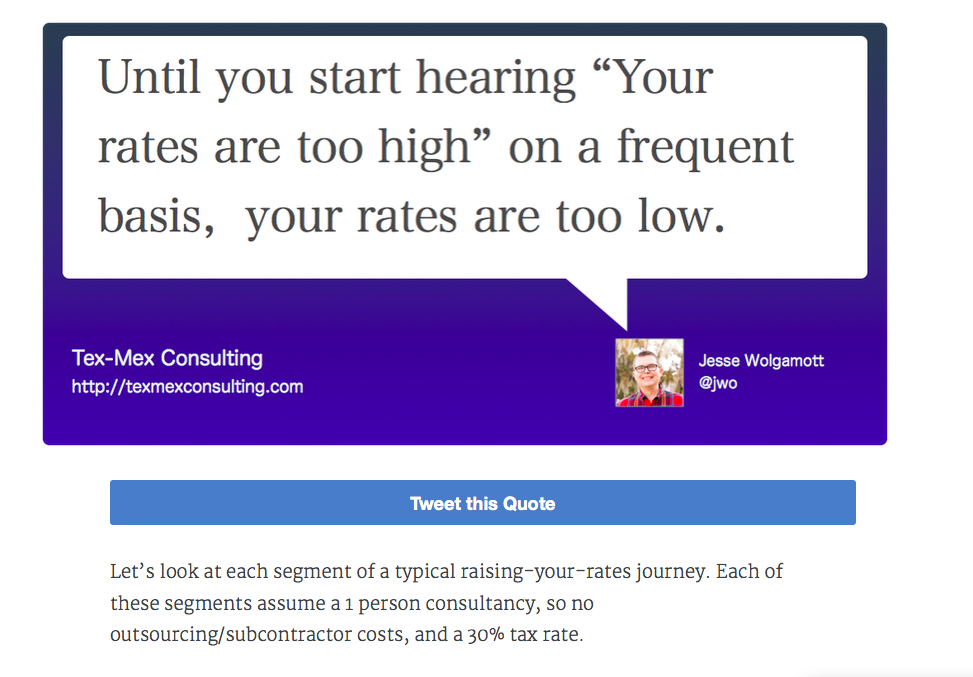 Until you start hearing “Your
rates are too high” on a frequent
basis,  your rates are too low.
Tex-Mex Consulting
http://texmexconsulting.com
Jesse Wolgamott
@jwo
Tweet this Quote
Let’s look at each segment of a typical raising-your-rates journey. Each of
these segments assume a 1 person consultancy, so no
outsourcing/subcontractor costs, and a 30% tax rate.